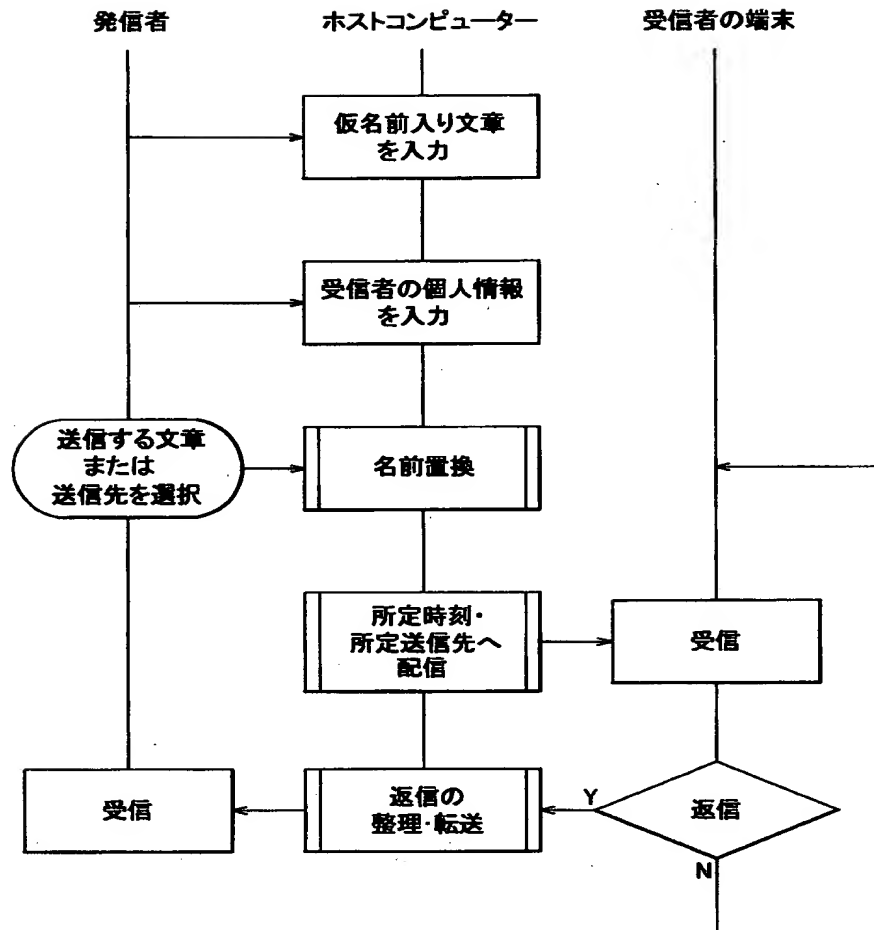 発信者
ホストコンピューター
受信者の端末
仮名前入り文章
を入力
受信者の個人情報
を入力
送信する文章
または
送信先を選択
名前置換
所定時刻・
所定送信先へ
配信
受信
受信
返信の
整理・転送
Y
返信
N